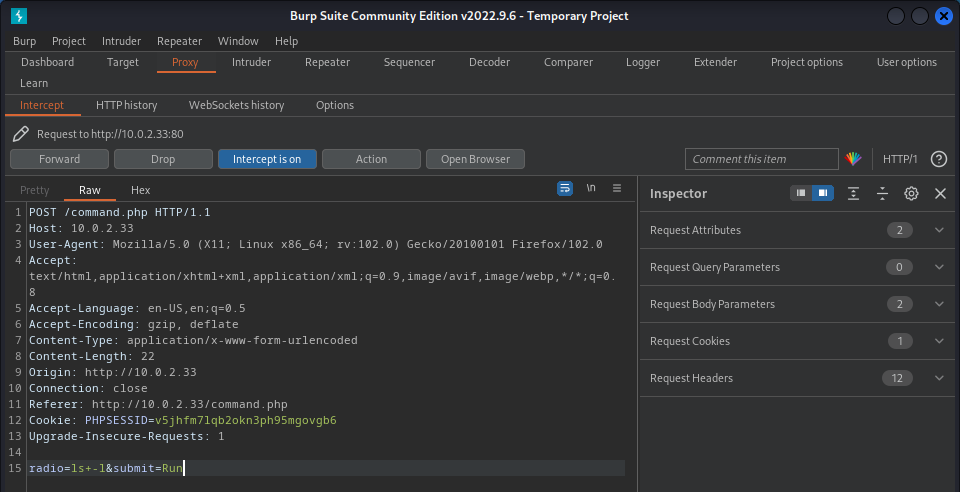 Burp Suite Community Edition v2022.9.6 - Temporary Project
Burp Project Intruder Repeater Window Help
Dashboard Target Proxy Intruder Repeater Sequencer Decoder Comparer Logger Extender Project options User options
Learn
Intercept HTTP history WebSockets history Options
Request to http://10.0.2.33:80
Forward Drop Intercept is on Action Open Browser Comment this item HTTP/1 ?
Pretty Raw Hex \n
Inspector
1 POST /command.php HTTP/1.1
2 Host: 10.0.2.33
3 User-Agent: Mozilla/5.0 (X11; Linux x86_64; rv:102.0) Gecko/20100101 Firefox/102.0
4 Accept:
text/html,application/xhtml+xml,application/xml;q=0.9,image/avif,image/webp,*/*;q=0.
8
5 Accept-Language: en-US,en;q=0.5
6 Accept-Encoding: gzip, deflate
7 Content-Type: application/x-www-form-urlencoded
8 Content-Length: 22
9 Origin: http://10.0.2.33
10 Connection: close
11 Referer: http://10.0.2.33/command.php
12 Cookie: PHPSESSID=v5jhfm7lqb2okn3ph95mgovgb6
13 Upgrade-Insecure-Requests: 1
14
15 radio=ls+-l&submit=Run
Request Attributes 2
Request Query Parameters 0
Request Body Parameters 2
Request Cookies 1
Request Headers 12